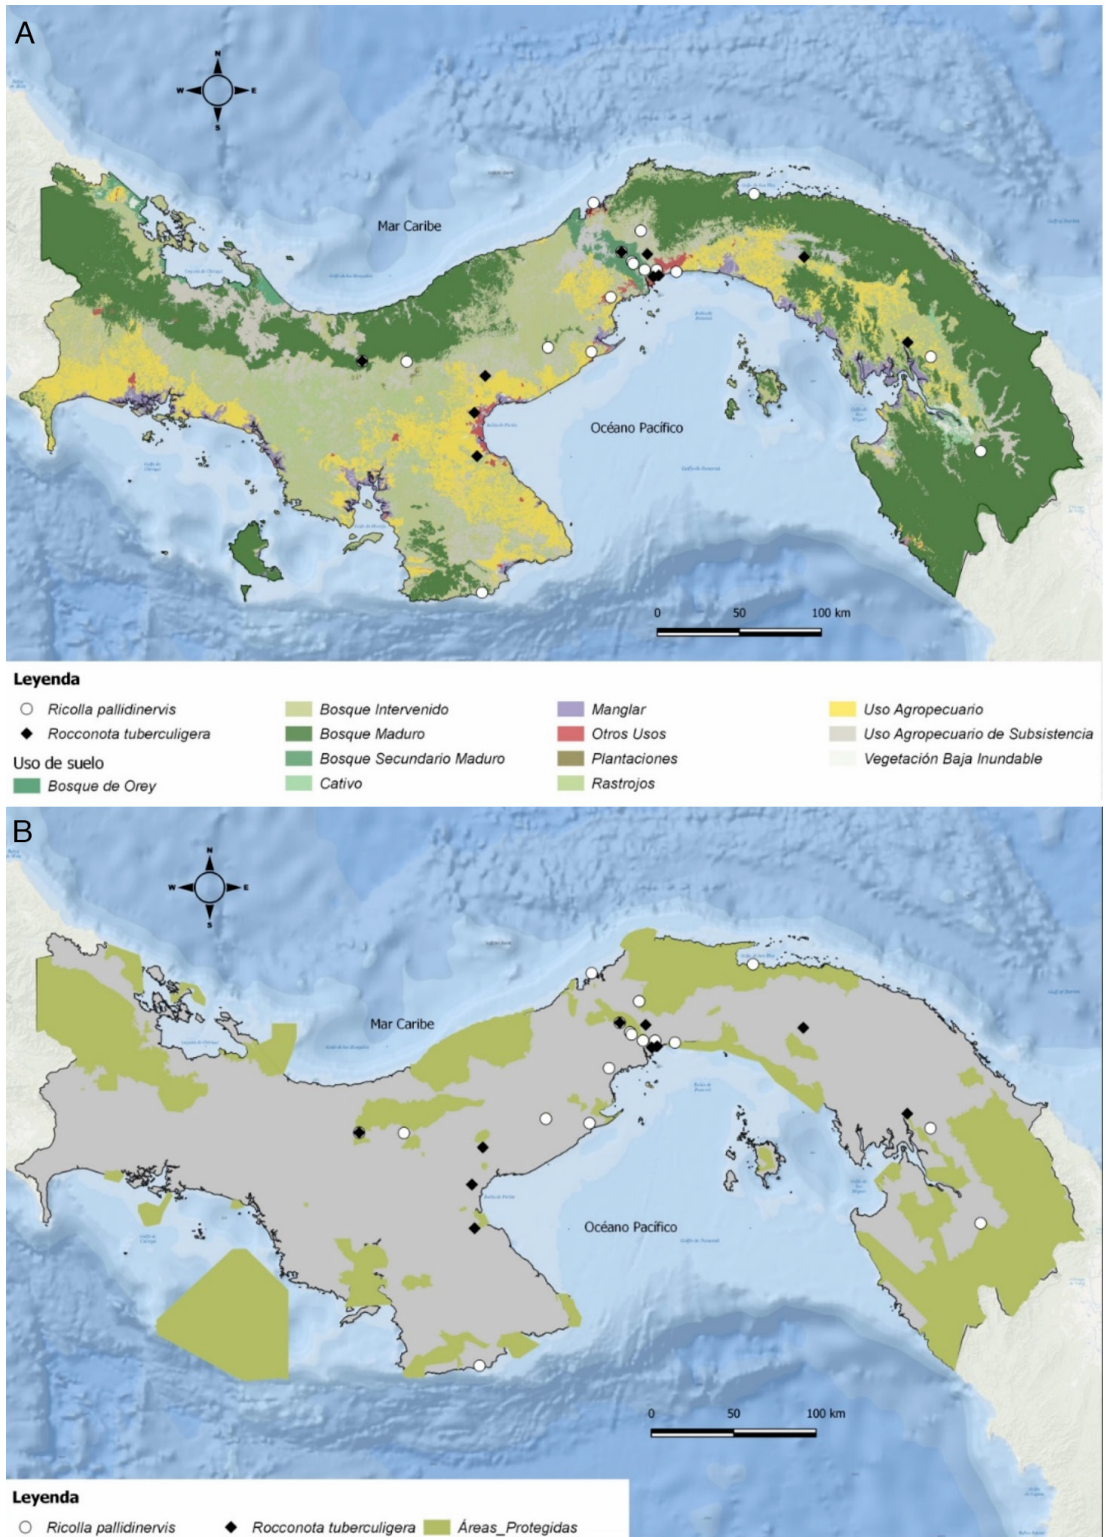 A
N
W E
S
Mar Caribe
Océano Pacífico
0 50 100 km
Leyenda
Ricolla pallidinervis
Rocconota tuberculigera
Uso de suelo
Bosque de Orey
Bosque Intervenido
Bosque Maduro
Bosque Secundario Maduro
Cativo
Manglar
Otros Usos
Plantaciones
Rastrojos
Uso Agropecuario
Uso Agropecuario de Subsistencia
Vegetación Baja Inundable
B
N
W E
S
Mar Caribe
Océano Pacífico
0 50 100 km
Leyenda
Ricolla pallidinervis Rocconota tuberculigera Áreas_Protegidas